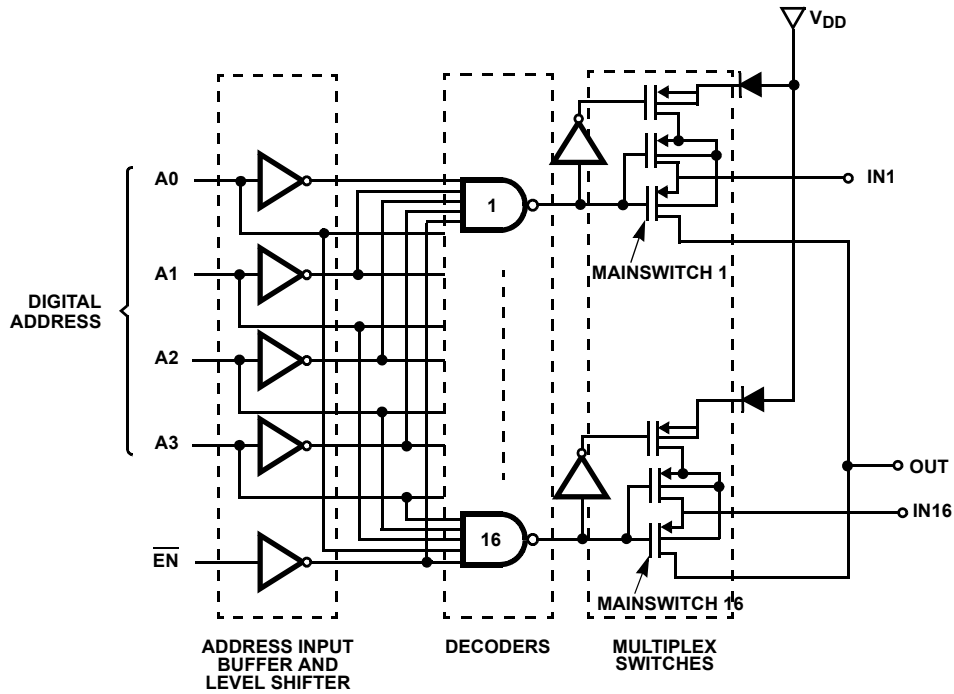 VDD
A0
1
IN1
A1
MAINSWITCH 1
DIGITAL
ADDRESS
A2
A3
OUT
IN16
16
EN
MAINSWITCH 16
ADDRESS INPUT
BUFFER AND
LEVEL SHIFTER
DECODERS
MULTIPLEX
SWITCHES